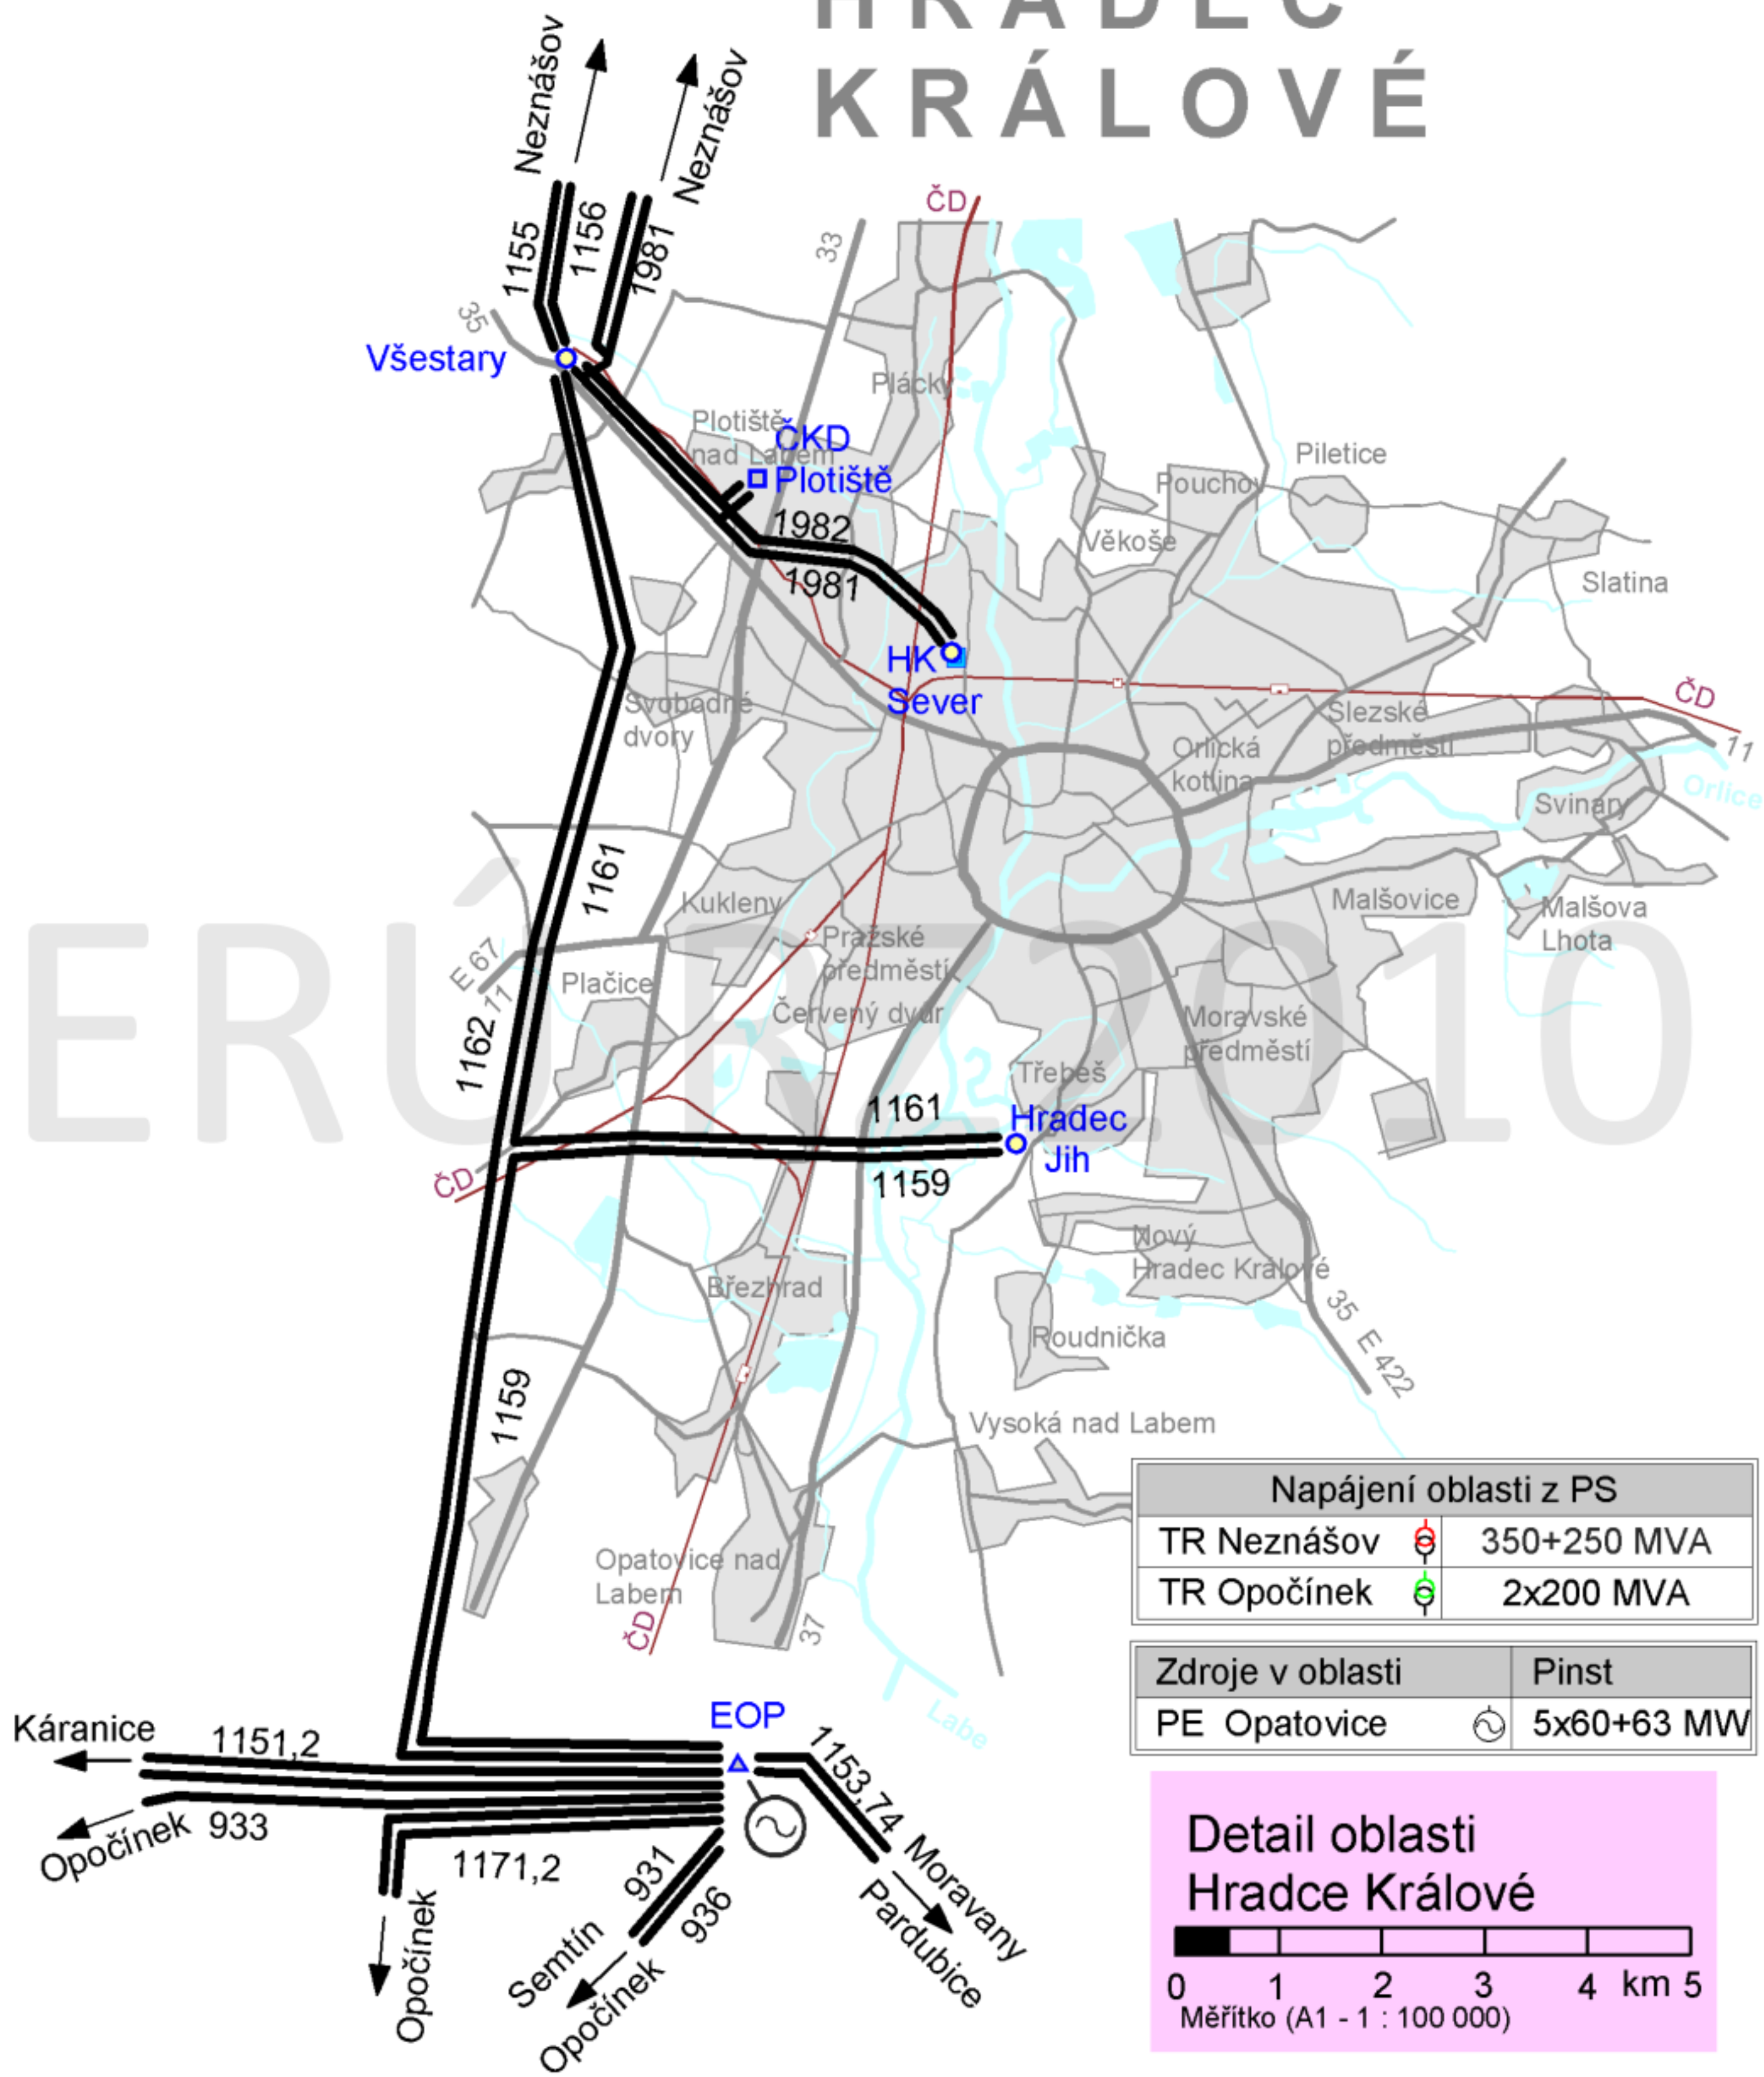 HRADEC
KRÁLOVÉ
Neznášov
Neznášov
1155
1156
1981
33
ČD
35
Všestary
Plácky
Plotiště
nad Labem
ČKD
Plotiště
Piletice
Pouchov
1982
Věkoše
1981
Slatina
HK
Sever
ČD
Svobodné
dvory
Slezské
předměstí
Orlická
kotlina
11
Orlice
Svinary
1161
Kukleny
Malšovice
Malšova
Lhota
ERÚ RZ2010
Pražské
předměstí
E 67
11
Plačice
Červený dvůr
Moravské
předměstí
1162
Třebeš
1161
Hradec
Jih
ČD
1159
Nový
Hradec Králové
Březhrad
35 E 422
Roudnička
1159
Vysoká nad Labem
Napájení oblasti z PS
TR Neznášov 350+250 MVA
TR Opočínek 2x200 MVA
Opatovice nad
Labem
ČD
37
Zdroje v oblasti Pinst
PE Opatovice 5x60+63 MW
Labe
EOP
Káranice
1151,2
1153,74
Opočínek
933
1171,2
931
936
Moravany
Pardubice
Semtín
Opočínek
Opočínek
Detail oblasti
Hradce Králové
0 1 2 3 4 km 5
Měřítko (A1 - 1 : 100 000)